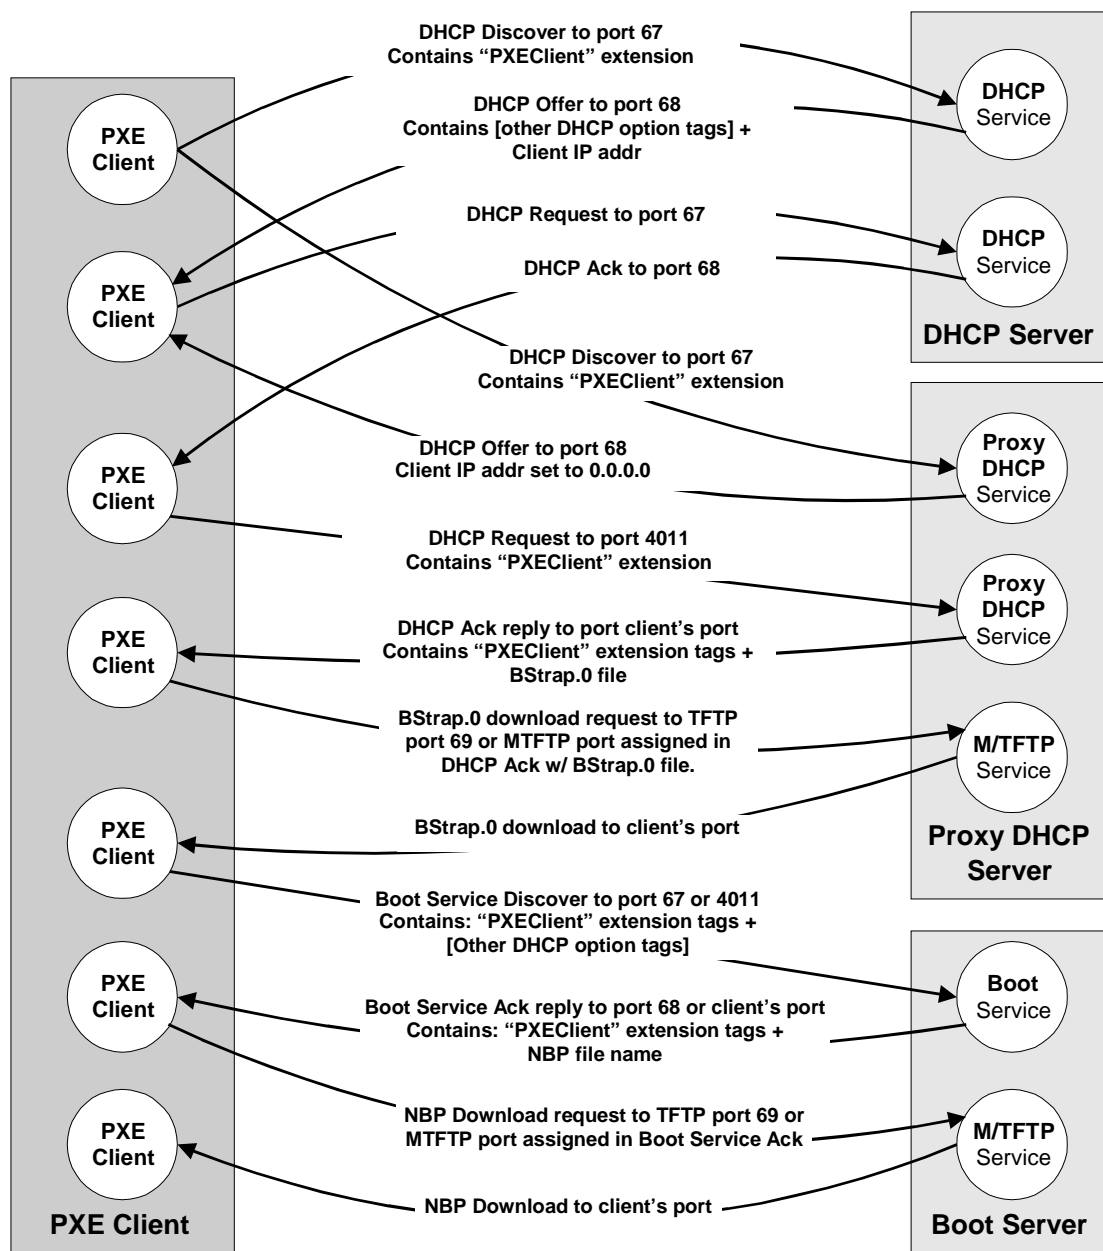 DHCP Discover to port 67
Contains “PXEClient” extension
DHCP
Service
PXE
Client
DHCP Offer to port 68
Contains [other DHCP option tags] +
Client IP addr
DHCP Request to port 67
DHCP
Service
PXE
Client
DHCP Ack to port 68
DHCP Server
DHCP Discover to port 67
Contains “PXEClient” extension
Proxy
DHCP
Service
PXE
Client
DHCP Offer to port 68
Client IP addr set to 0.0.0.0
DHCP Request to port 4011
Contains “PXEClient” extension
Proxy
DHCP
Service
PXE
Client
DHCP Ack reply to port client’s port
Contains “PXEClient” extension tags +
BStrap.0 file
BStrap.0 download request to TFTP
port 69 or MTFTP port assigned in
DHCP Ack w/ BStrap.0 file.
M/TFTP
Service
PXE
Client
BStrap.0 download to client’s port
Proxy DHCP
Server
Boot Service Discover to port 67 or 4011
Contains: “PXEClient” extension tags +
[Other DHCP option tags]
Boot
Service
PXE
Client
Boot Service Ack reply to port 68 or client’s port
Contains: “PXEClient” extension tags +
NBP file name
NBP Download request to TFTP port 69 or
MTFTP port assigned in Boot Service Ack
M/TFTP
Service
PXE
Client
NBP Download to client’s port
PXE Client
Boot Server